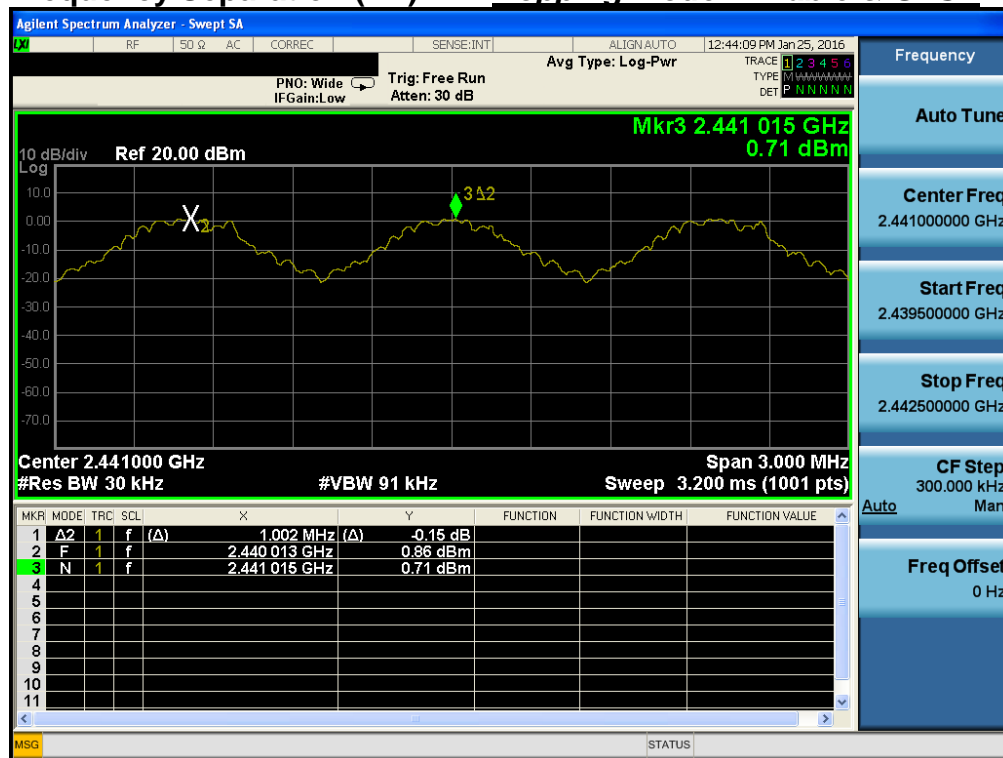 Agilent Spectrum Analyzer - Swept SA
LXI RF 50 Ω AC CORREC SENSE:INT ALIGN AUTO 12:44:09 PM Jan 25, 2016
Avg Type: Log-Pwr TRACE 1 2 3 4 5 6
PNO: Wide Trig: Free Run TYPE M WWWWW
IFGain:Low Atten: 30 dB DET P N N N N N
Mkr3 2.441 015 GHz
0.71 dBm
10 dB/div Ref 20.00 dBm
Log
10.0
0.00
-10.0
-20.0
-30.0
-40.0
-50.0
-60.0
-70.0
X2
3Δ2
Center 2.441000 GHz Span 3.000 MHz
#Res BW 30 kHz #VBW 91 kHz Sweep 3.200 ms (1001 pts)
MKR MODE TRC SCL X Y FUNCTION FUNCTION WIDTH FUNCTION VALUE
1 Δ2 1 f (Δ) 1.002 MHz (Δ) -0.15 dB
2 F 1 f 2.440 013 GHz 0.86 dBm
3 N 1 f 2.441 015 GHz 0.71 dBm
4
5
6
7
8
9
10
11
MSG STATUS
Frequency
Auto Tune
Center Freq
2.441000000 GHz
Start Freq
2.439500000 GHz
Stop Freq
2.442500000 GHz
CF Step
300.000 kHz
Auto Man
Freq Offset
0 Hz